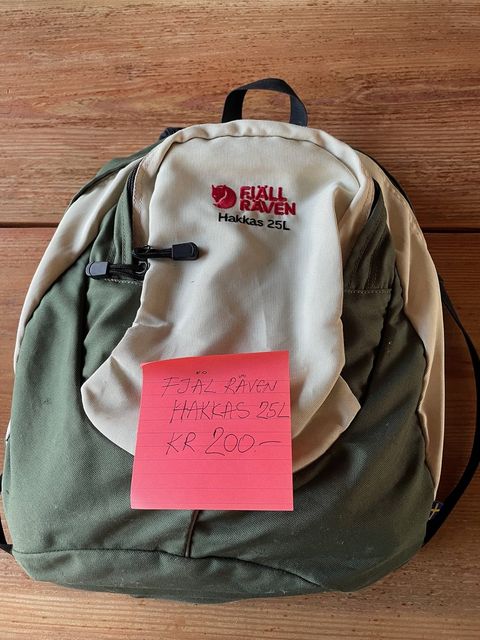 FJÄLL
RÄVEN
Hakkas 25L
FJÄL RÄVEN
HAKKAS 25L
KR 200.-